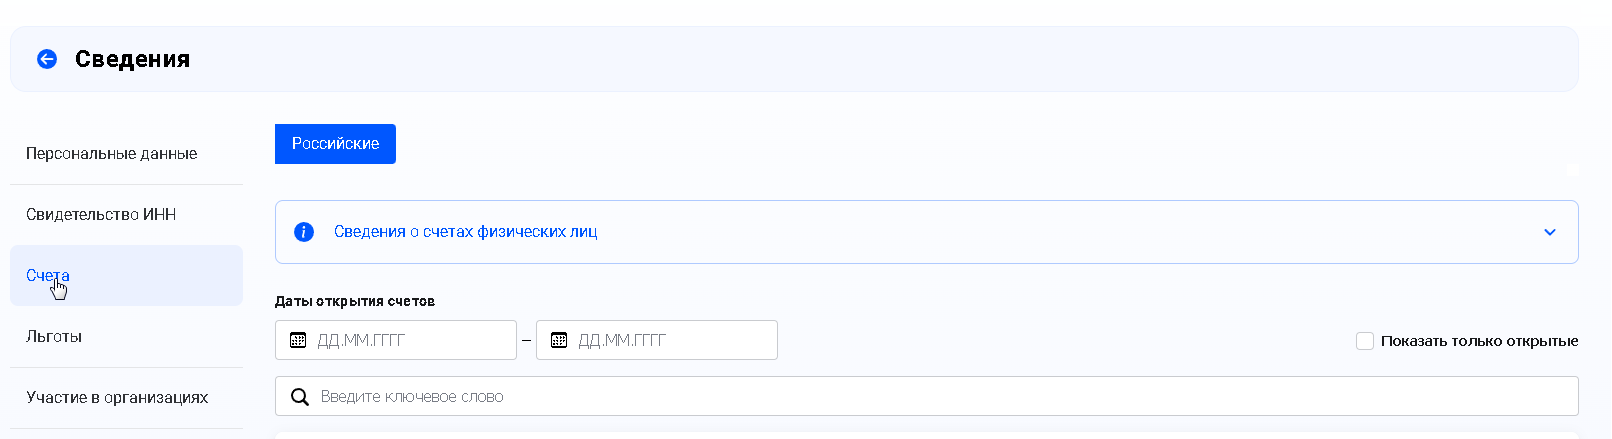 Сведения
Персональные данные
Свидетельство ИНН
Счета
Льготы
Участие в организациях
Российские
Сведения о счетах физических лиц
Даты открытия счетов
ДД.ММ.ГГГГ – ДД.ММ.ГГГГ
Показать только открытые
Введите ключевое слово